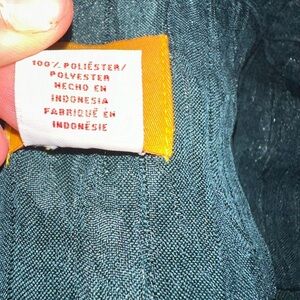 100% POLIÉSTER/
POLYESTER
HECHO EN
INDONESIA
FABRIQUÉ EN
INDONÉSIE